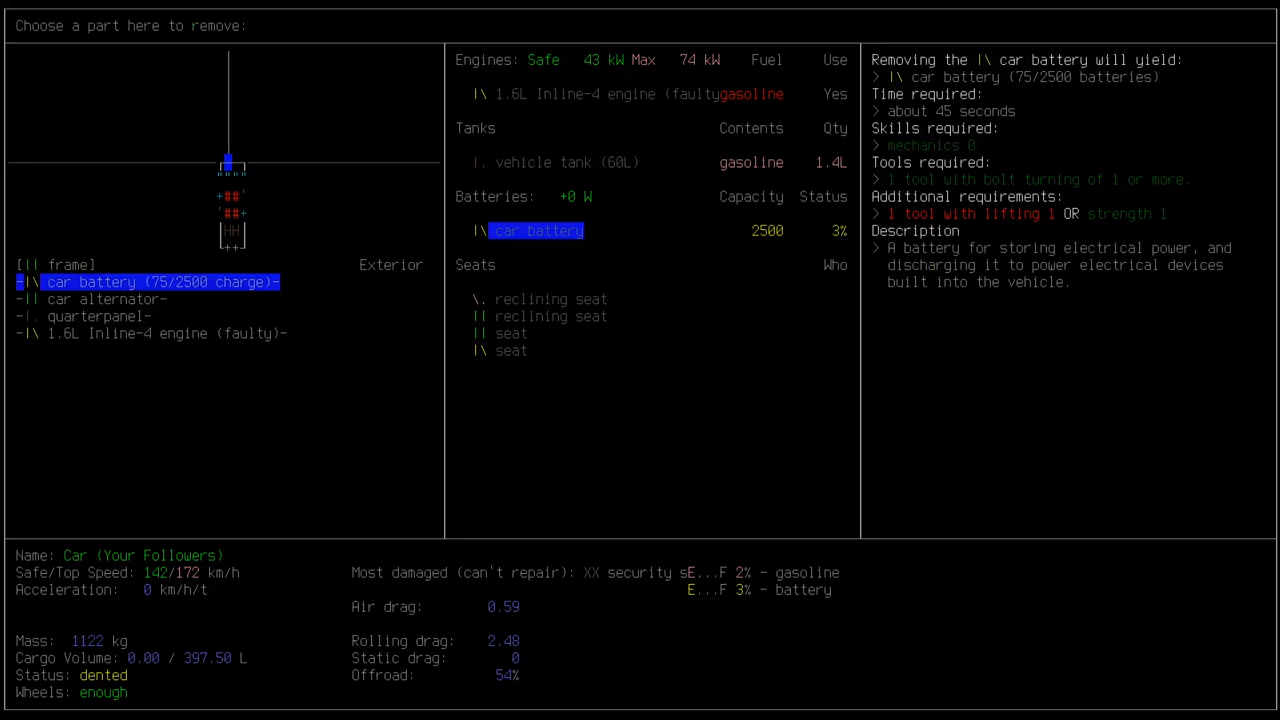 Choose a part here to remove:
[|| frame] Exterior
-|\ car battery (75/2500 charge)-
-|| car alternator-
-|. quarterpanel-
-|\ 1.6L Inline-4 engine (faulty)-
Engines: Safe 43 kW Max 74 kW Fuel Use
|\ 1.6L Inline-4 engine (faultygasoline Yes
Tanks Contents Qty
|. vehicle tank (60L) gasoline 1.4L
Batteries: +0 W Capacity Status
|\ car battery 2500 3%
Seats Who
\. reclining seat
|| reclining seat
|| seat
|\ seat
Removing the |\ car battery will yield:
> |\ car battery (75/2500 batteries)
Time required:
> about 45 seconds
Skills required:
> mechanics 0
Tools required:
> 1 tool with bolt turning of 1 or more.
Additional requirements:
> 1 tool with lifting 1 OR strength 1
Description
> A battery for storing electrical power, and
discharging it to power electrical devices
built into the vehicle.
Name: Car (Your Followers)
Safe/Top Speed: 142/172 km/h
Acceleration: 0 km/h/t
Mass: 1122 kg
Cargo Volume: 0.00 / 397.50 L
Status: dented
Wheels: enough
Most damaged (can't repair): XX security sE...F 2% - gasoline
E...F 3% - battery
Air drag: 0.59
Rolling drag: 2.48
Static drag: 0
Offroad: 54%